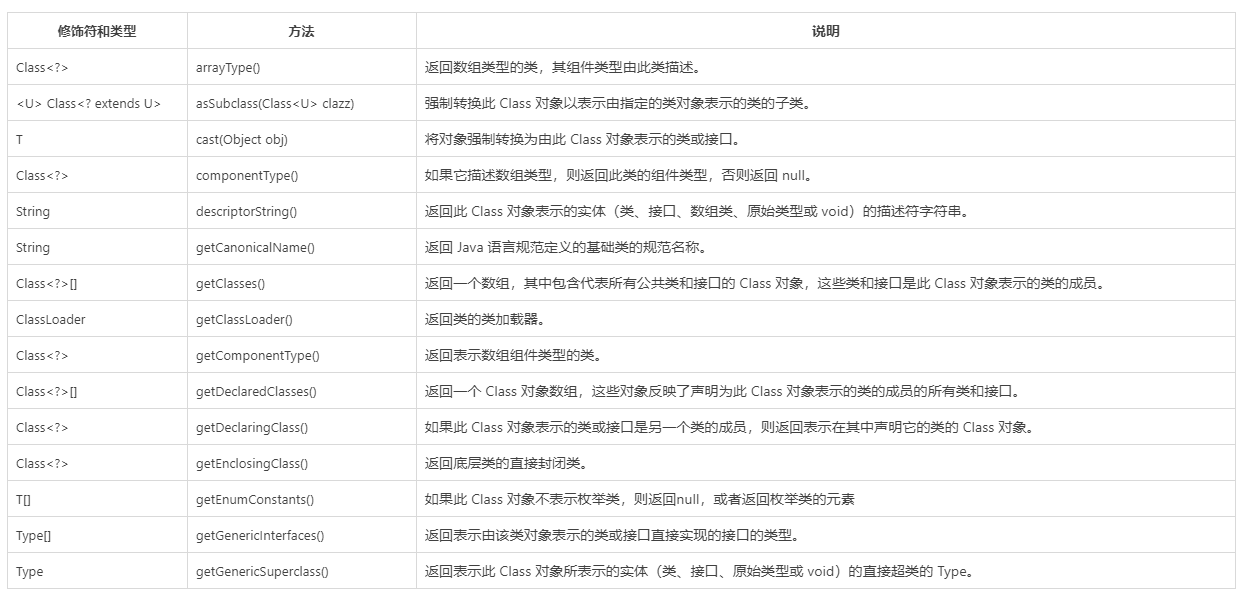 修饰符和类型 方法 说明
Class<?> arrayType() 返回数组类型的类，其组件类型由此类描述。
<U> Class<? extends U> asSubclass(Class<U> clazz) 强制转换此 Class 对象以表示由指定的类对象表示的类的子类。
T cast(Object obj) 将对象强制转换为由此 Class 对象表示的类或接口。
Class<?> componentType() 如果它描述数组类型，则返回此类的组件类型，否则返回 null。
String descriptorString() 返回此 Class 对象表示的实体（类、接口、数组类、原始类型或 void）的描述符字符串。
String getCanonicalName() 返回 Java 语言规范定义的基础类的规范名称。
Class<?>[] getClasses() 返回一个数组，其中包含代表所有公共类和接口的 Class 对象，这些类和接口是此 Class 对象表示的类的成员。
ClassLoader getClassLoader() 返回类的类加载器。
Class<?> getComponentType() 返回表示数组组件类型的类。
Class<?>[] getDeclaredClasses() 返回一个 Class 对象数组，这些对象反映了声明为此 Class 对象表示的类的成员的所有类和接口。
Class<?> getDeclaringClass() 如果此 Class 对象表示的类或接口是另一个类的成员，则返回表示在其中声明它的类的 Class 对象。
Class<?> getEnclosingClass() 返回底层类的直接封闭类。
T[] getEnumConstants() 如果此 Class 对象不表示枚举类，则返回null，或者返回枚举类的元素
Type[] getGenericInterfaces() 返回表示由该类对象表示的类或接口直接实现的接口的类型。
Type getGenericSuperclass() 返回表示此 Class 对象所表示的实体（类、接口、原始类型或 void）的直接超类的 Type。